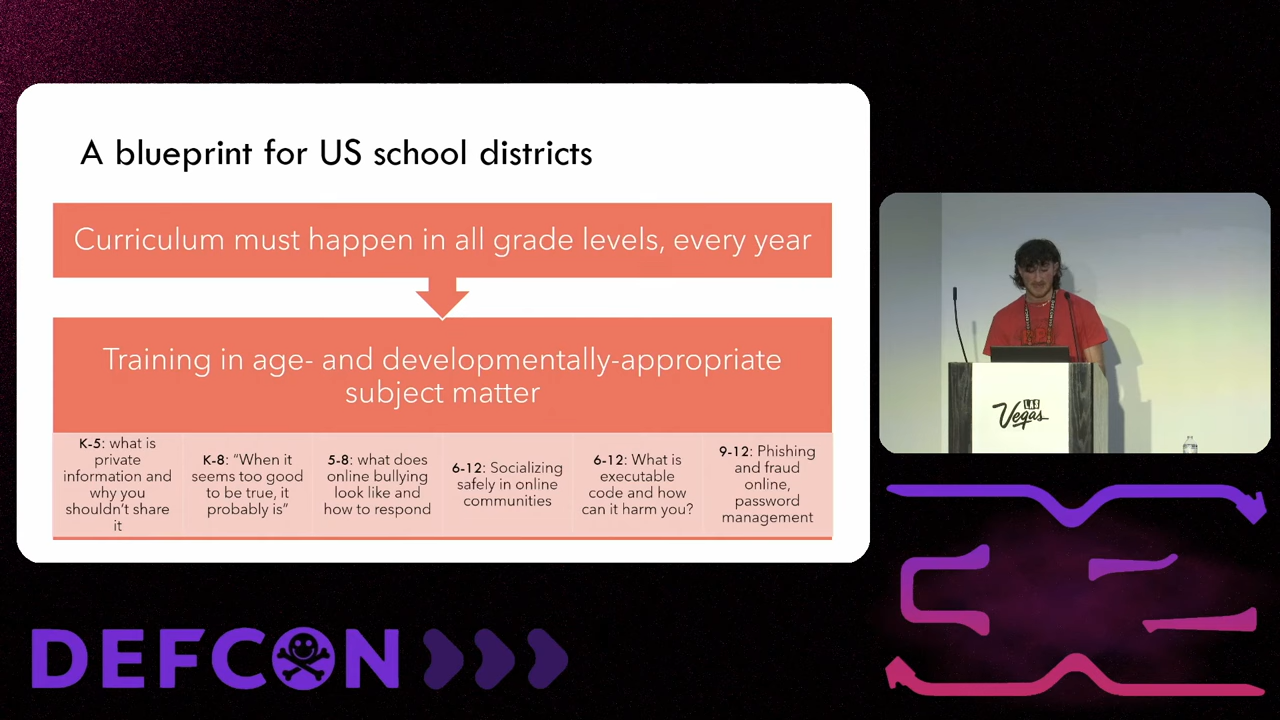 A blueprint for US school districts
Curriculum must happen in all grade levels, every year
Training in age- and developmentally-appropriate
subject matter
K-5: what is
private
information and
why you
shouldn't share
it
K-8: “When it
seems too good
to be true, it
probably is”
5-8: what does
online bullying
look like and
how to respond
6-12: Socializing
safely in online
communities
6-12: What is
executable
code and how
can it harm you?
9-12: Phishing
and fraud
online,
password
management
LAS
Vegas
DEFCON